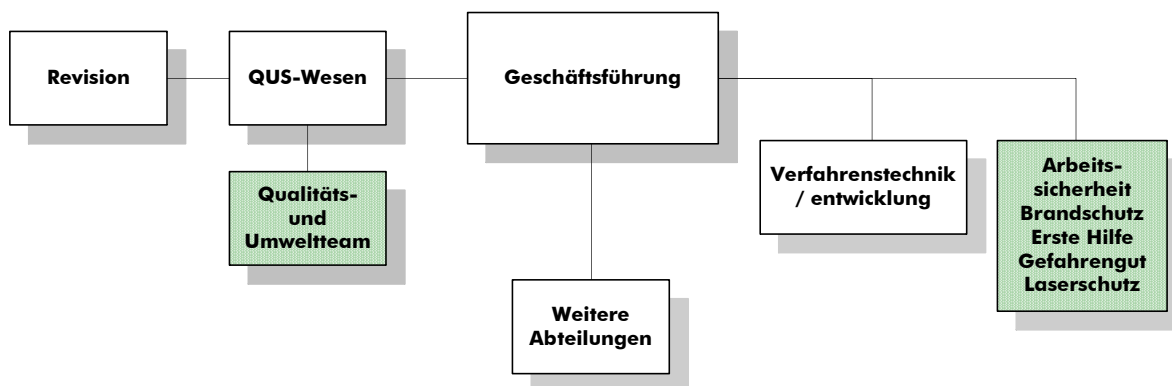 Revision
QUS-Wesen
Geschäftsführung
Qualitäts-
und
Umweltteam
Verfahrenstechnik
/ entwicklung
Arbeits-
sicherheit
Brandschutz
Erste Hilfe
Gefahrengut
Laserschutz
Weitere
Abteilungen